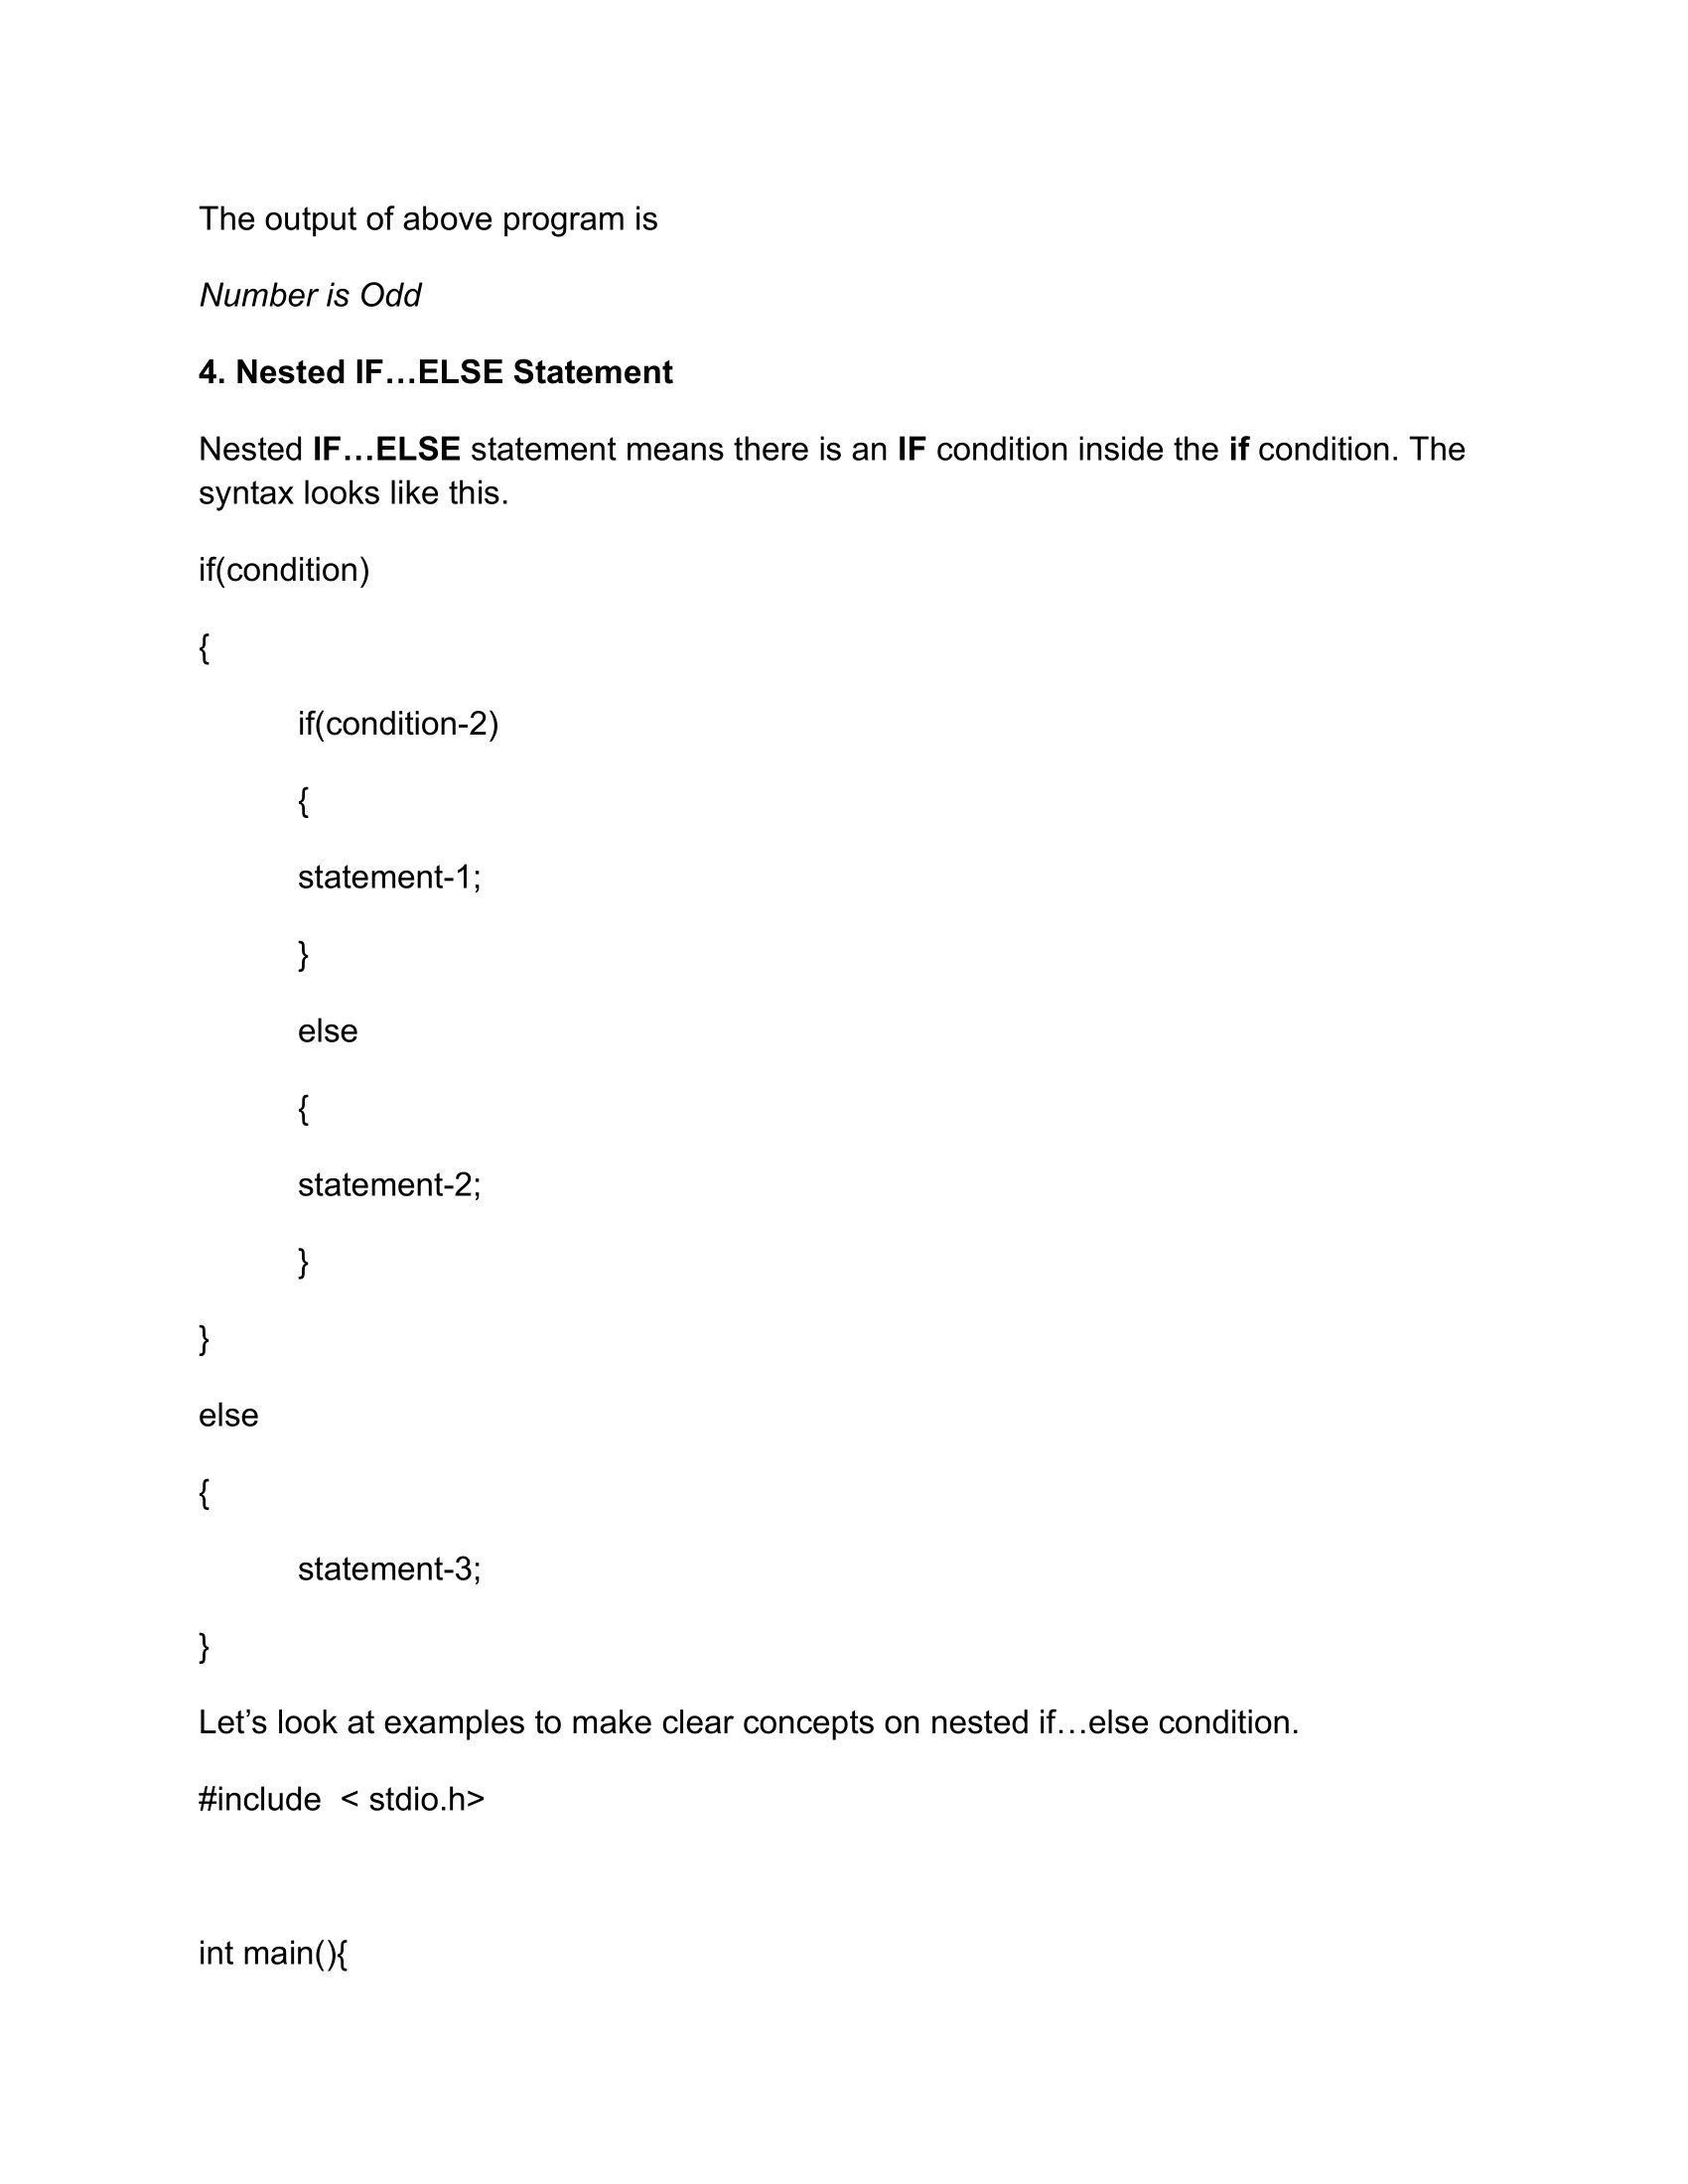 The output of above program is
Number is Odd
4. Nested IF…ELSE Statement
Nested IF…ELSE statement means there is an IF condition inside the if condition. The
syntax looks like this.
if(condition)
{
if(condition-2)
{
statement-1;
}
else
{
statement-2;
}
}
else
{
statement-3;
}
Let’s look at examples to make clear concepts on nested if…else condition.
#include  < stdio.h>
int main(){